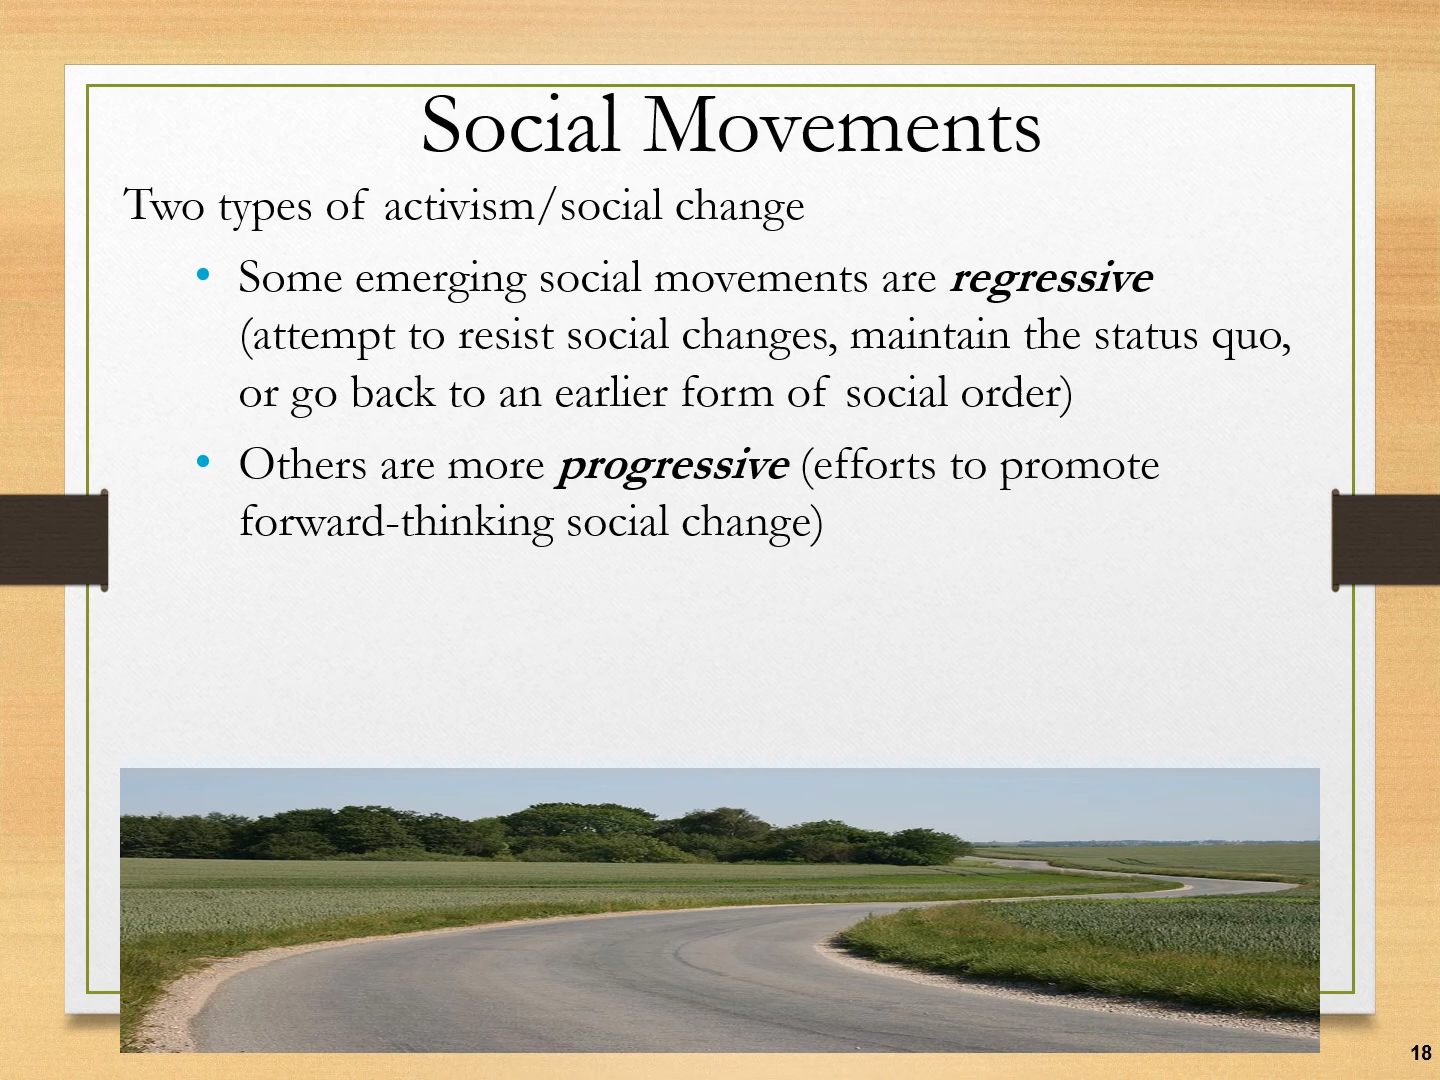 Social Movements
Two types of activism/social change
• Some emerging social movements are regressive
(attempt to resist social changes, maintain the status quo,
or go back to an earlier form of social order)
• Others are more progressive (efforts to promote
forward-thinking social change)
18